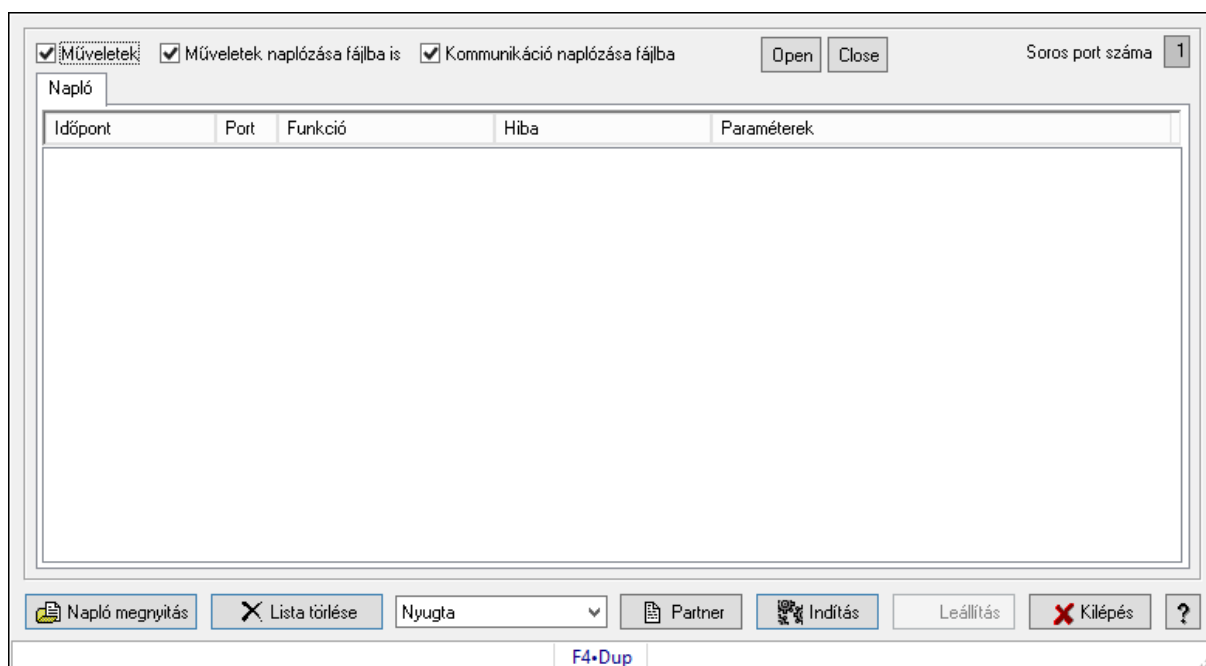 Műveletek Műveletek naplózása fájlba is Kommunikáció naplózása fájlba Open Close Soros port száma 1
Napló
Időpont Port Funkció Hiba Paraméterek
Napló megnyitás Lista törlése Nyugta Partner Indítás Leállítás Kilépés ?
F4•Dup